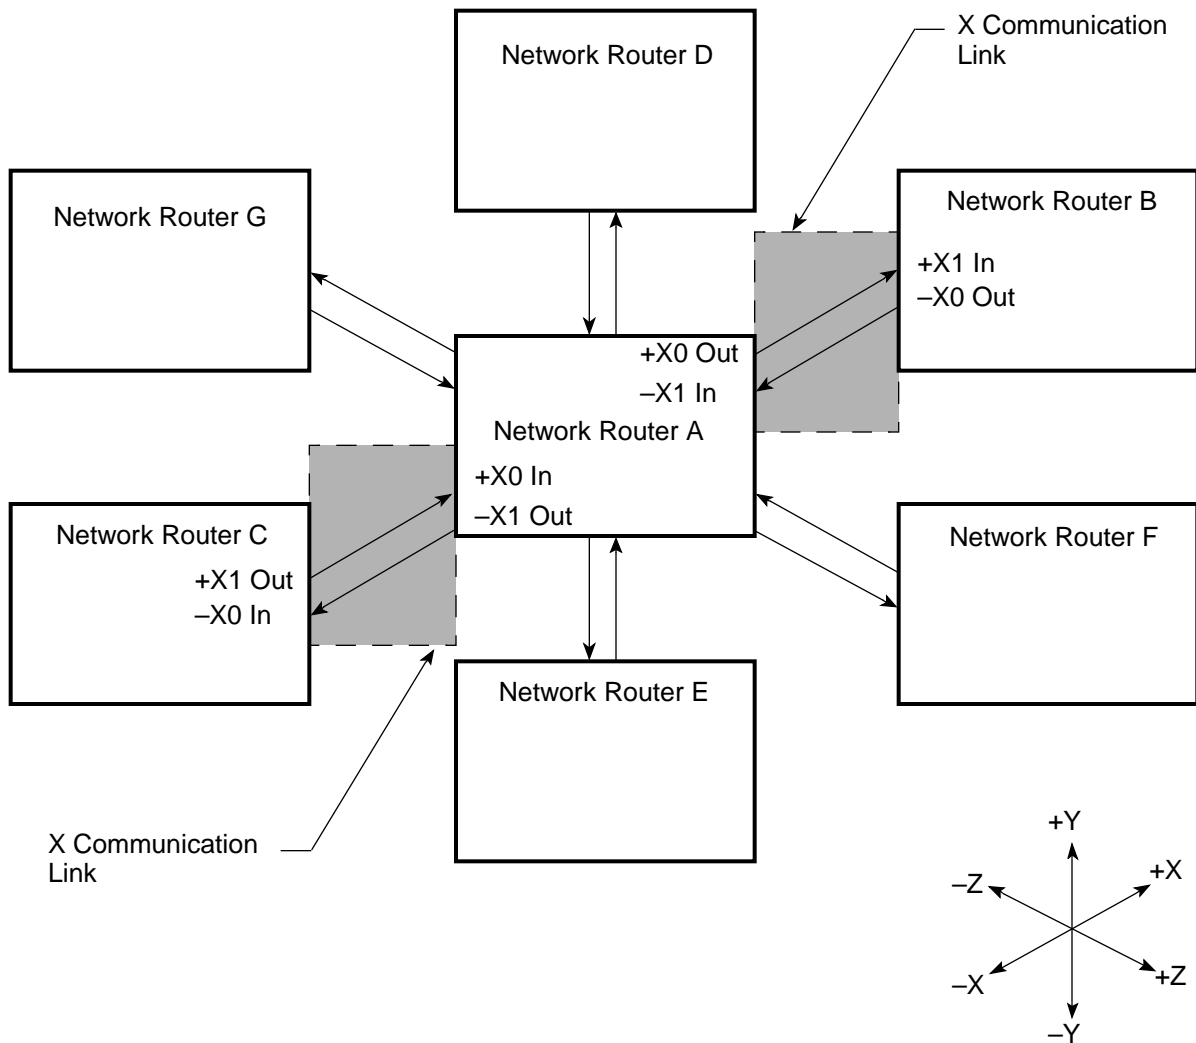 X Communication
Link
Network Router D
Network Router B
+X1 In
–X0 Out
Network Router G
+X0 Out
–X1 In
Network Router A
+X0 In
–X1 Out
Network Router C
+X1 Out
–X0 In
Network Router F
Network Router E
X Communication
Link
+Y
+X
–Z
–X
+Z
–Y